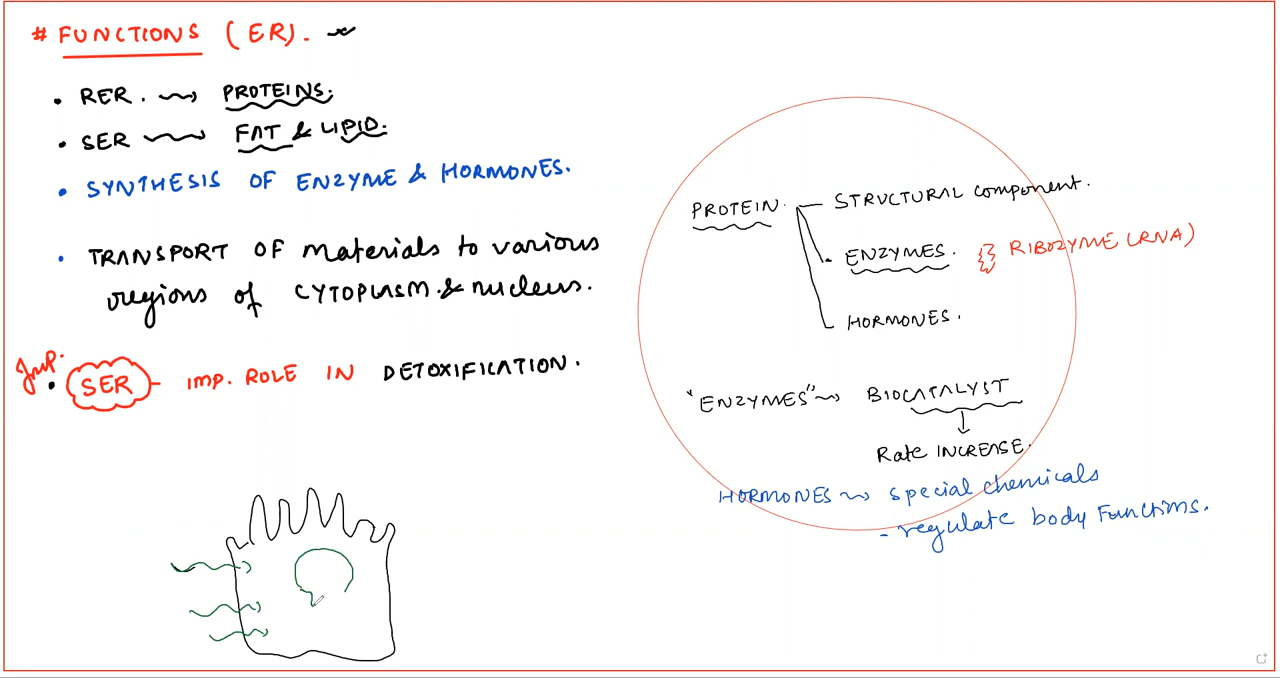 # FUNCTIONS (ER).
• RER. → PROTEINS.
• SER → FAT & LIPID.
• SYNTHESIS OF ENZYME & HORMONES.
• TRANSPORT OF materials to various
regions of CYTOPLASM. & nucleus.
Imp.
• SER - IMP. ROLE IN DETOXIFICATION.
PROTEIN. — STRUCTURAL component.
• ENZYMES. RIBOZYME (RNA)
HORMONES.
"ENZYMES" → BIOCATALYST
↓
Rate INCREASE.
HORMONES → special chemicals
- regulate body Functions.